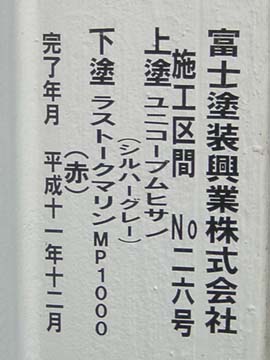 富士塗装興業株式会社
施工区間　No二六号
上塗 ユニコープムヒサン
(シルハーグレー)
下塗 ラストークマリンMP1000
(赤)
完了年月　平成十一年十二月